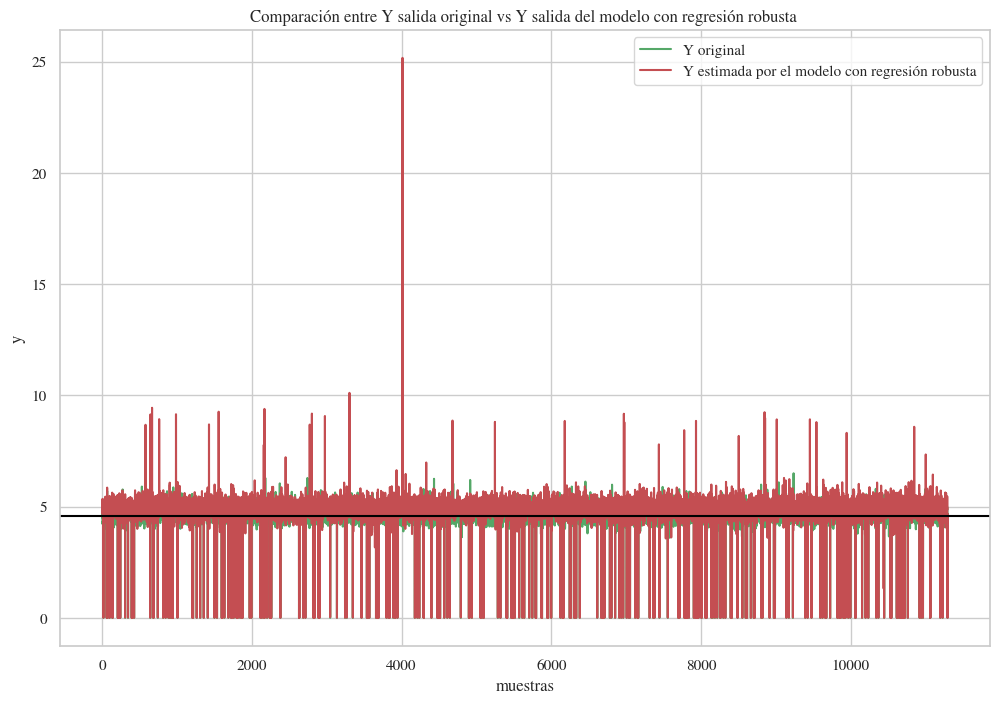 Comparación entre Y salida original vs Y salida del modelo con regresión robusta
Y original
Y estimada por el modelo con regresión robusta
25
20
15
10
5
0
y
0 2000 4000 6000 8000 10000
muestras